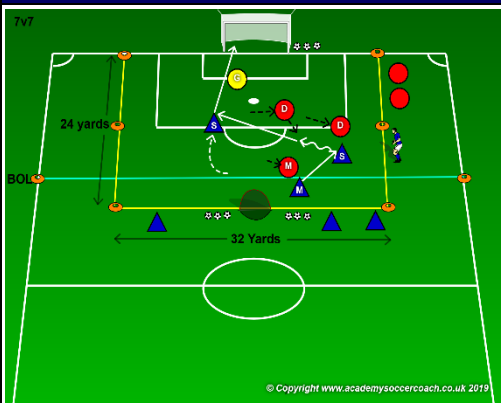 7v7
G
D
24 yards
S
D
S
M
BOL
M
32 Yards
© Copyright www.academysoccercoach.co.uk 2019